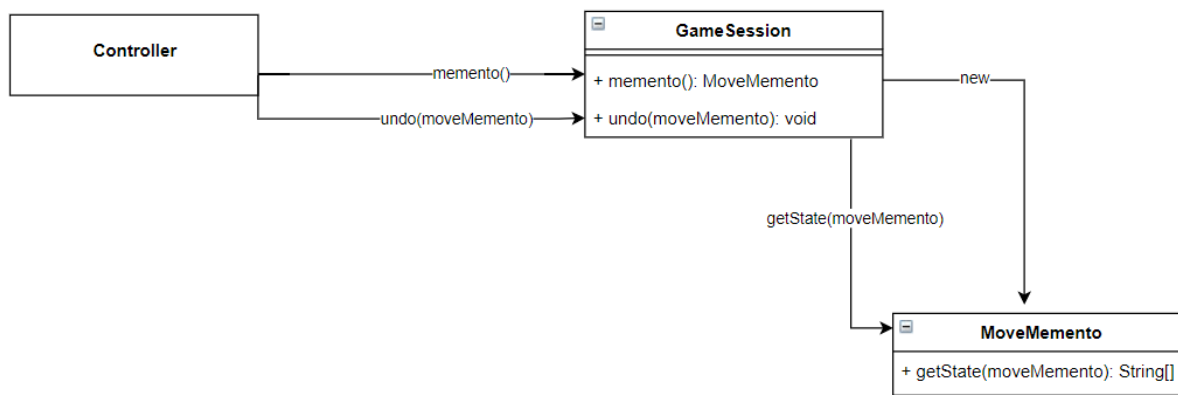 Controller
GameSession
memento()
+ memento(): MoveMemento
new
undo(moveMemento)
+ undo(moveMemento): void
getState(moveMemento)
MoveMemento
+ getState(moveMemento): String[]